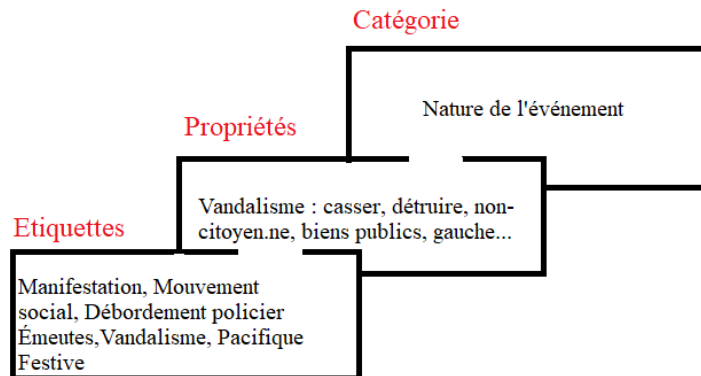 Catégorie
Nature de l'événement
Propriétés
Vandalisme : casser, détruire, non-
citoyen.ne, biens publics, gauche...
Etiquettes
Manifestation, Mouvement
social, Débordement policier
Émeutes,Vandalisme, Pacifique
Festive